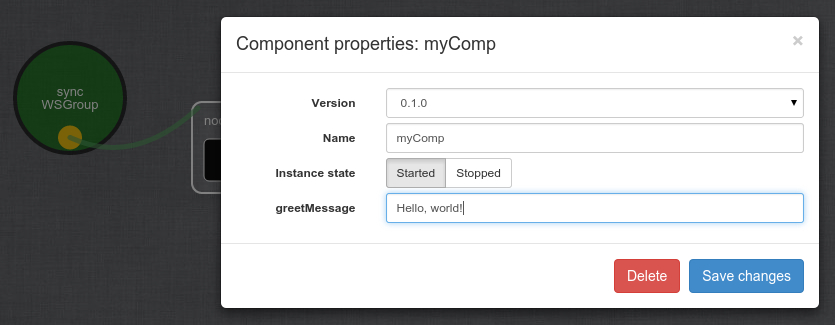 sync
WSGroup
Component properties: myComp
×
Version
0.1.0
Name
myComp
Instance state
Started
Stopped
greetMessage
Hello, world!
Delete
Save changes